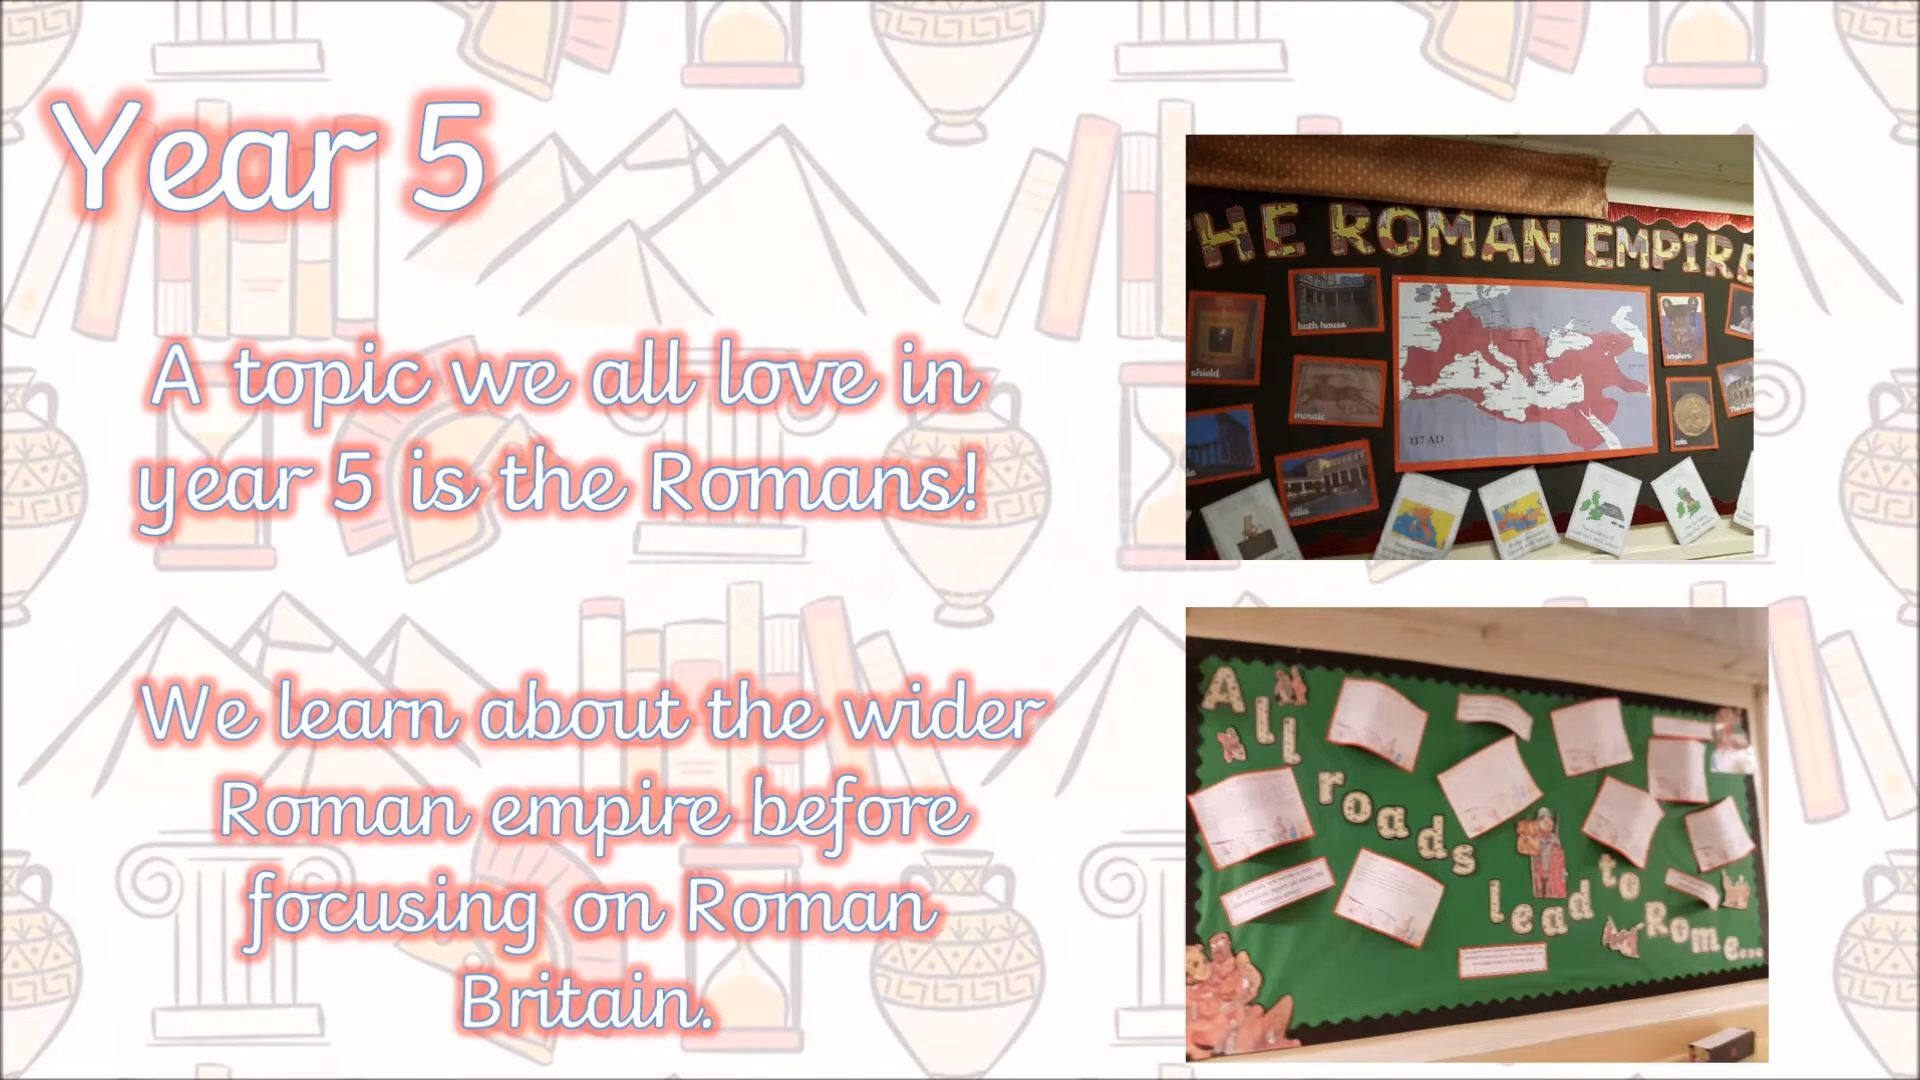 Year 5
A topic we all love in
year 5 is the Romans!
We learn about the wider
Roman empire before
focusing on Roman
Britain.
HE ROMAN EMPIRE
bath house
shield
mosaic
117 AD
amphora
coin
villa
All
roads
lead
to
Rome...